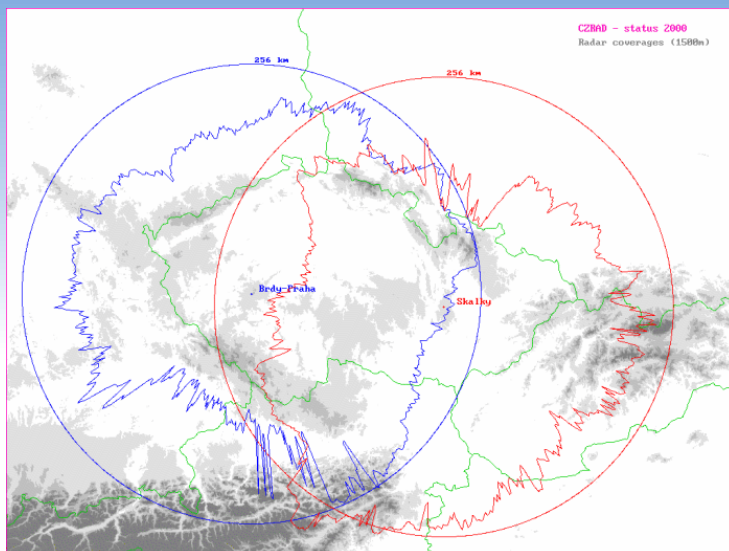 CZRAD - status 2000
Radar coverages (1500m)
256 km
256 km
Brdy-Praha
Skalky